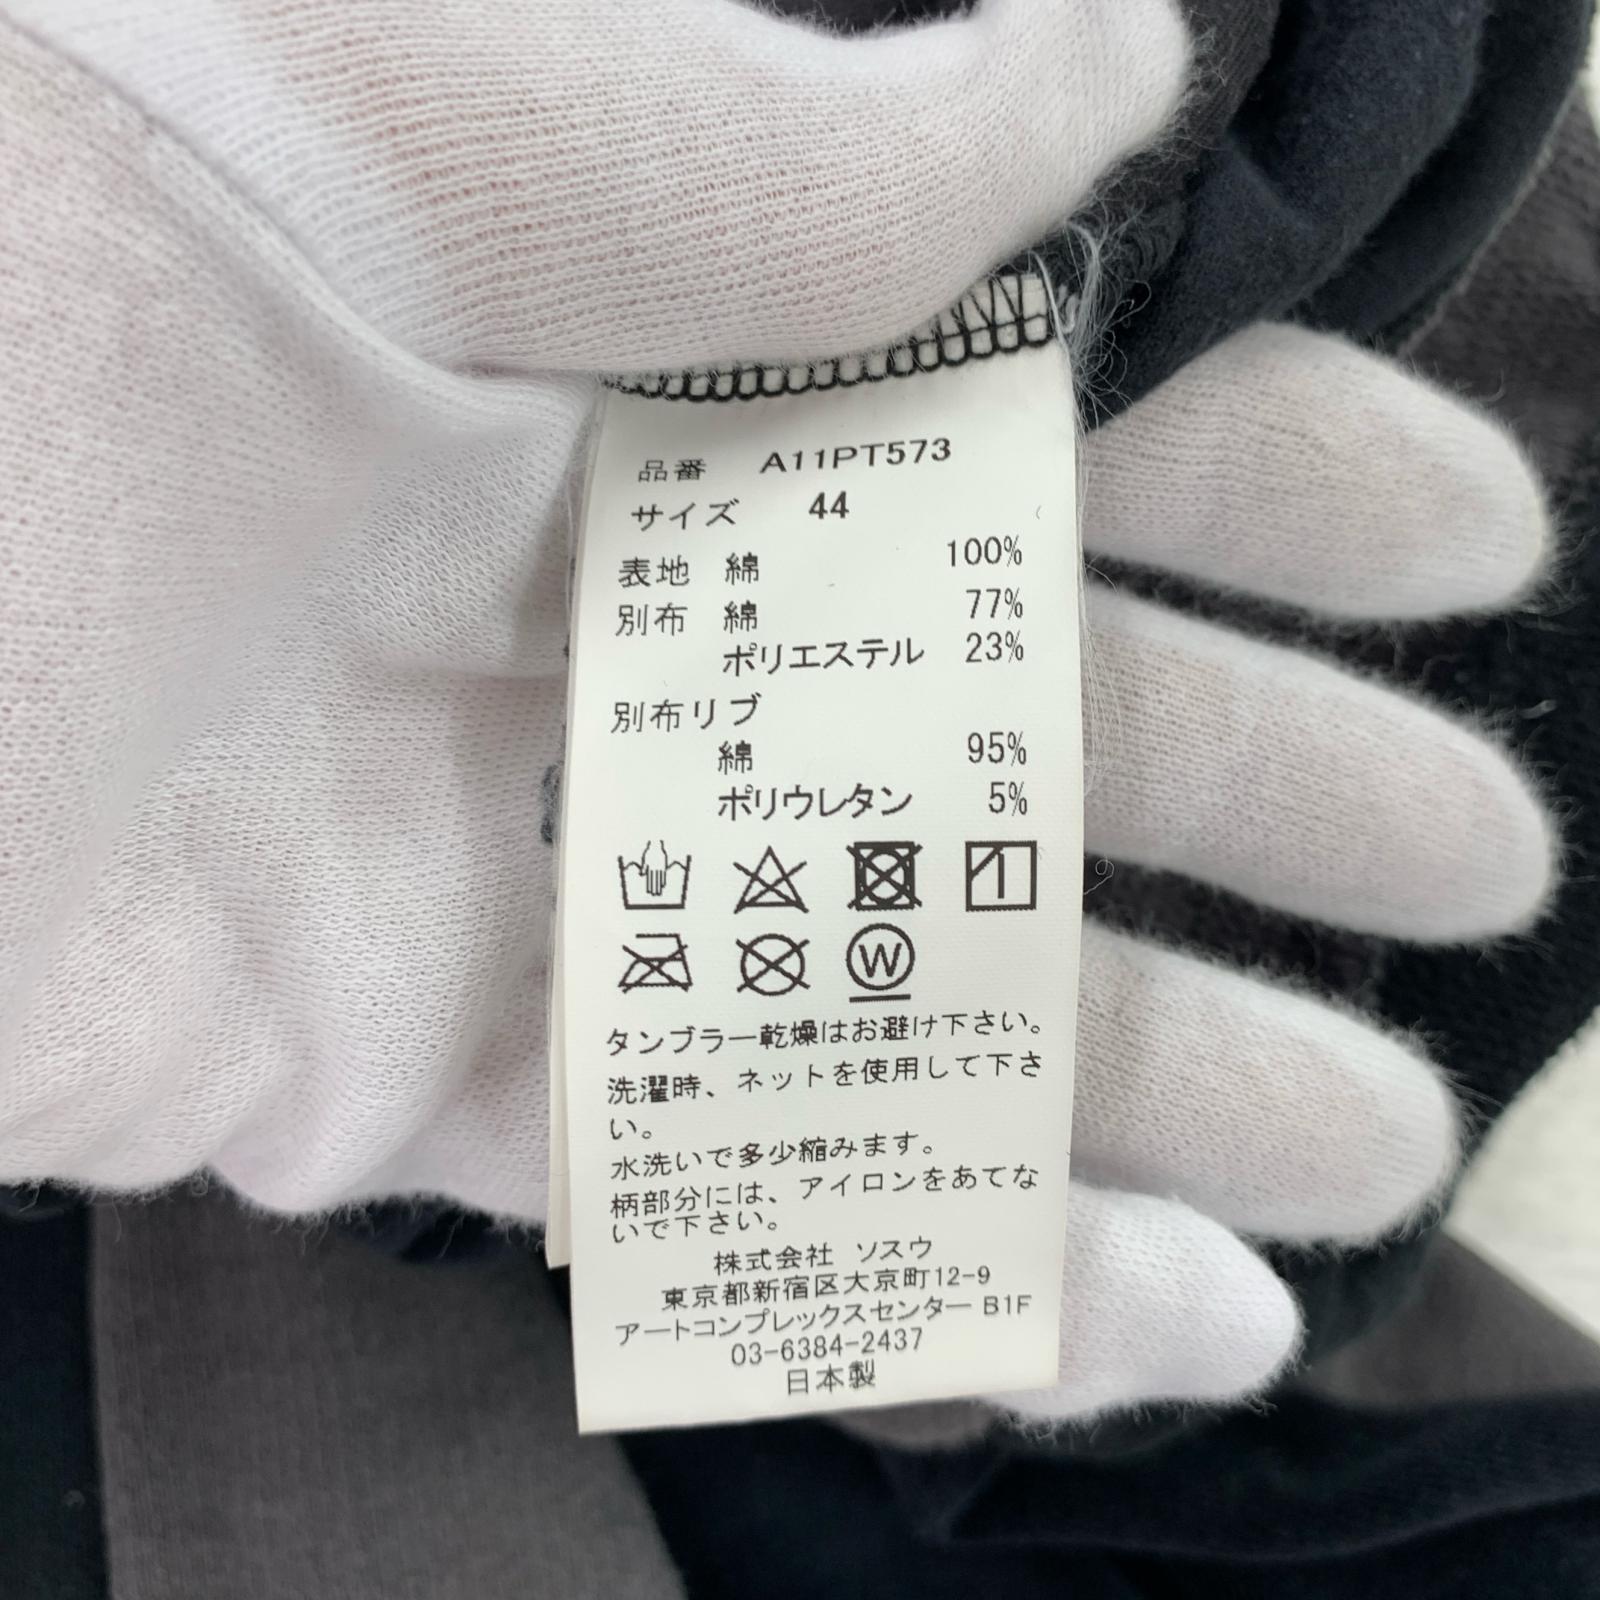 品番 A11PT573
サイズ 44
表地 綿 100%
別布 綿 77%
ポリエステル 23%
別布リブ
綿 95%
ポリウレタン 5%
W
タンブラー乾燥はお避け下さい。
洗濯時、ネットを使用して下さ
い。
水洗いで多少縮みます。
柄部分には、アイロンをあてな
いで下さい。
株式会社 ソスウ
東京都新宿区大京町12-9
アートコンプレックスセンター B1F
03-6384-2437
日本製